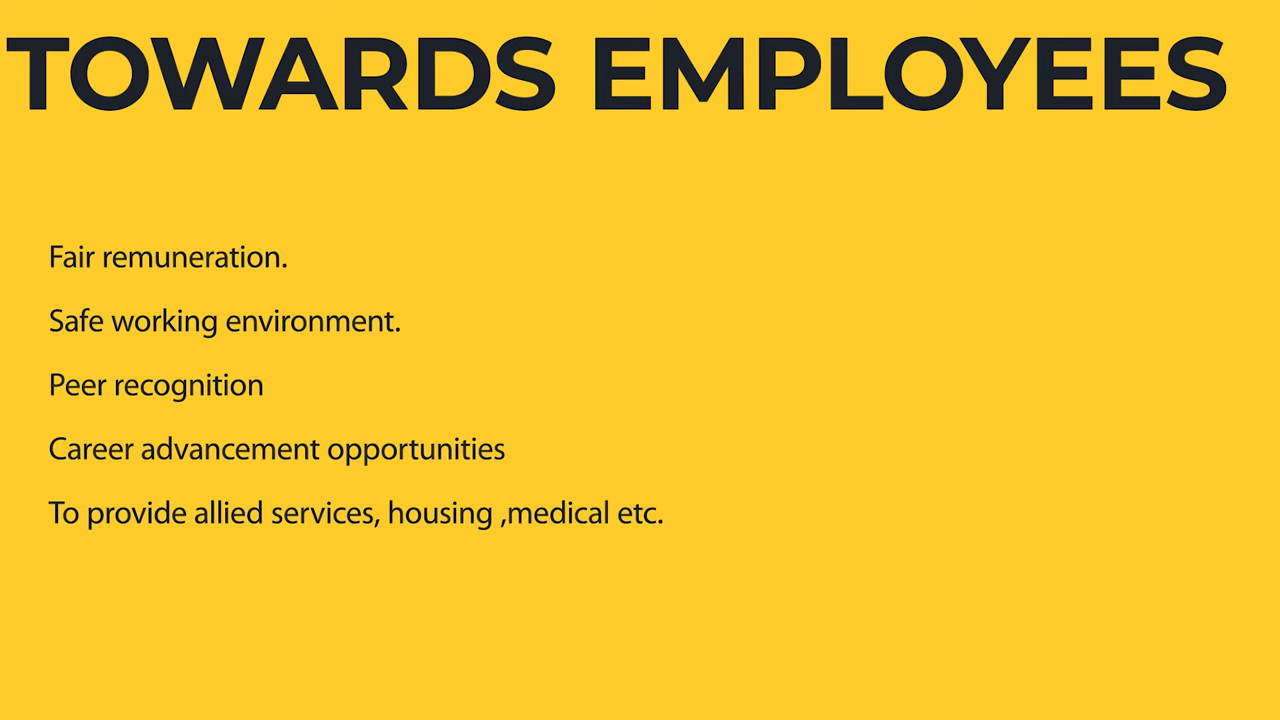 TOWARDS EMPLOYEES
Fair remuneration.
Safe working environment.
Peer recognition
Career advancement opportunities
To provide allied services, housing ,medical etc.